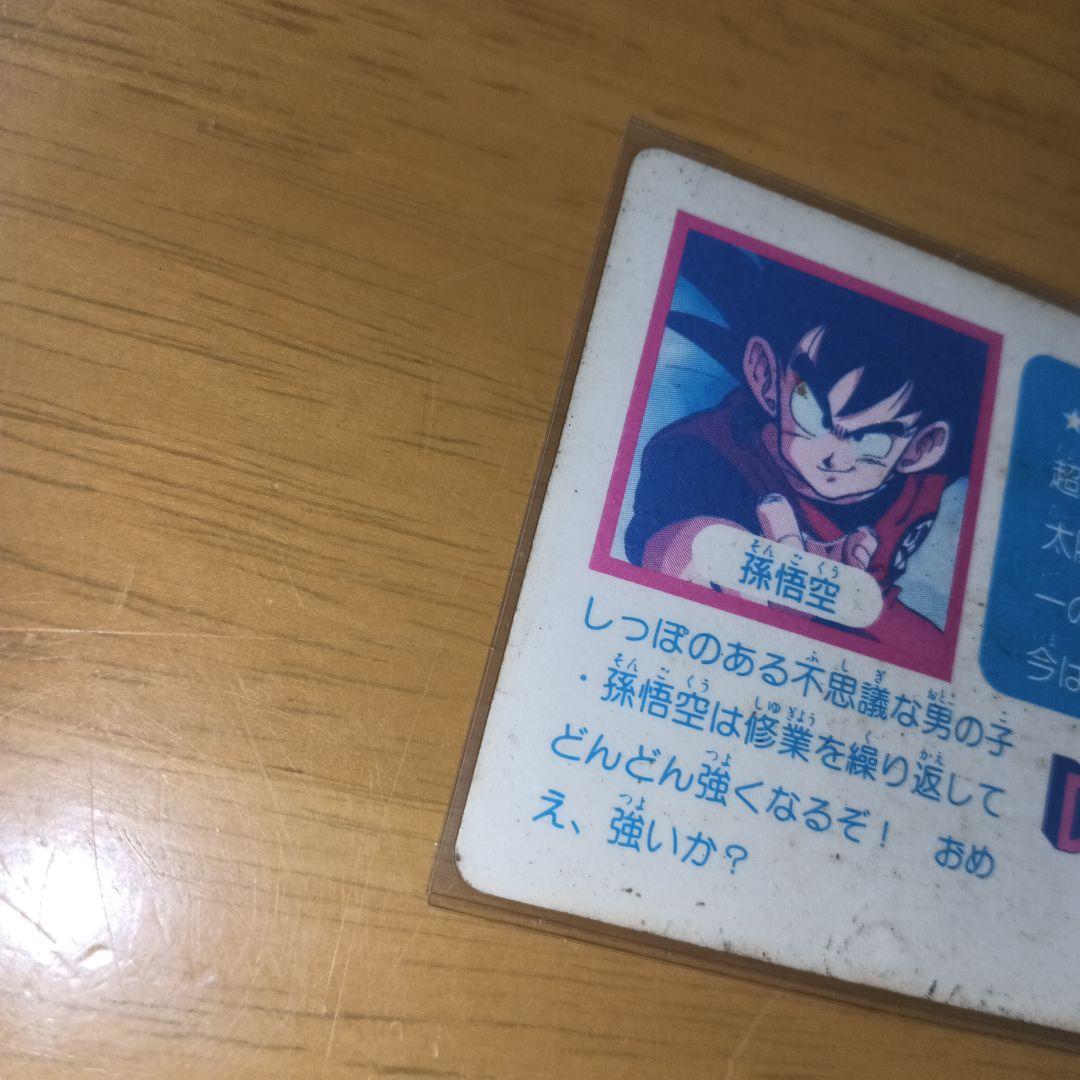 孫悟空
しっぽのある不思議な男の子
・孫悟空は修業を繰り返して
どんどん強くなるぞ！ おめ
え、強いか？
★
超
太陽
一の
今は